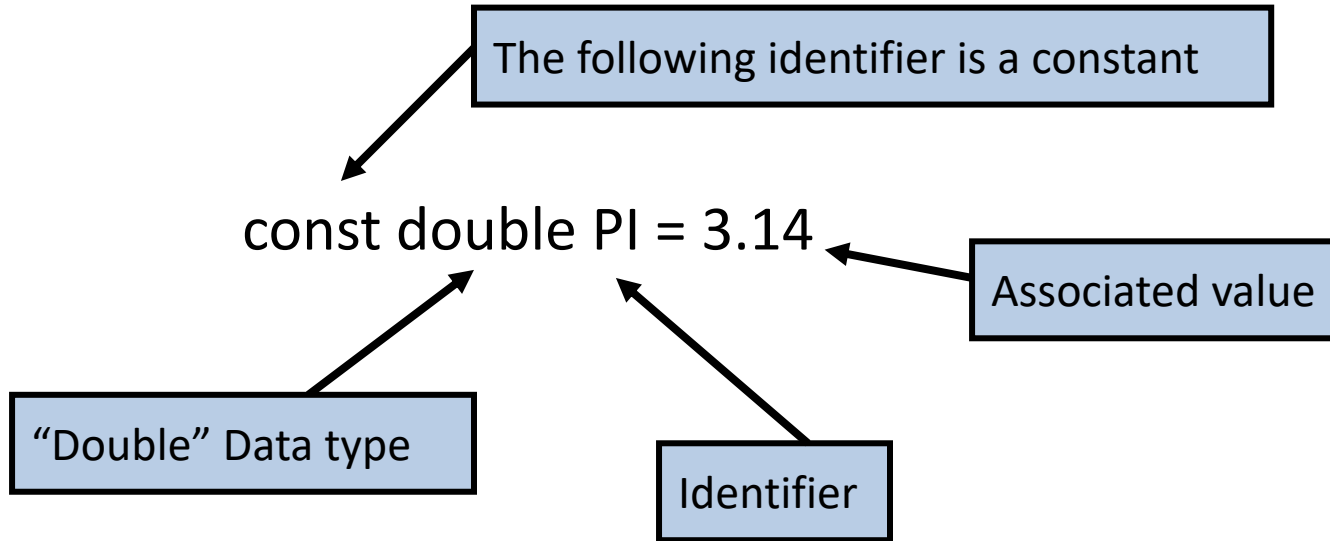 The following identifier is a constant
const double PI = 3.14
Associated value
“Double” Data type
Identifier